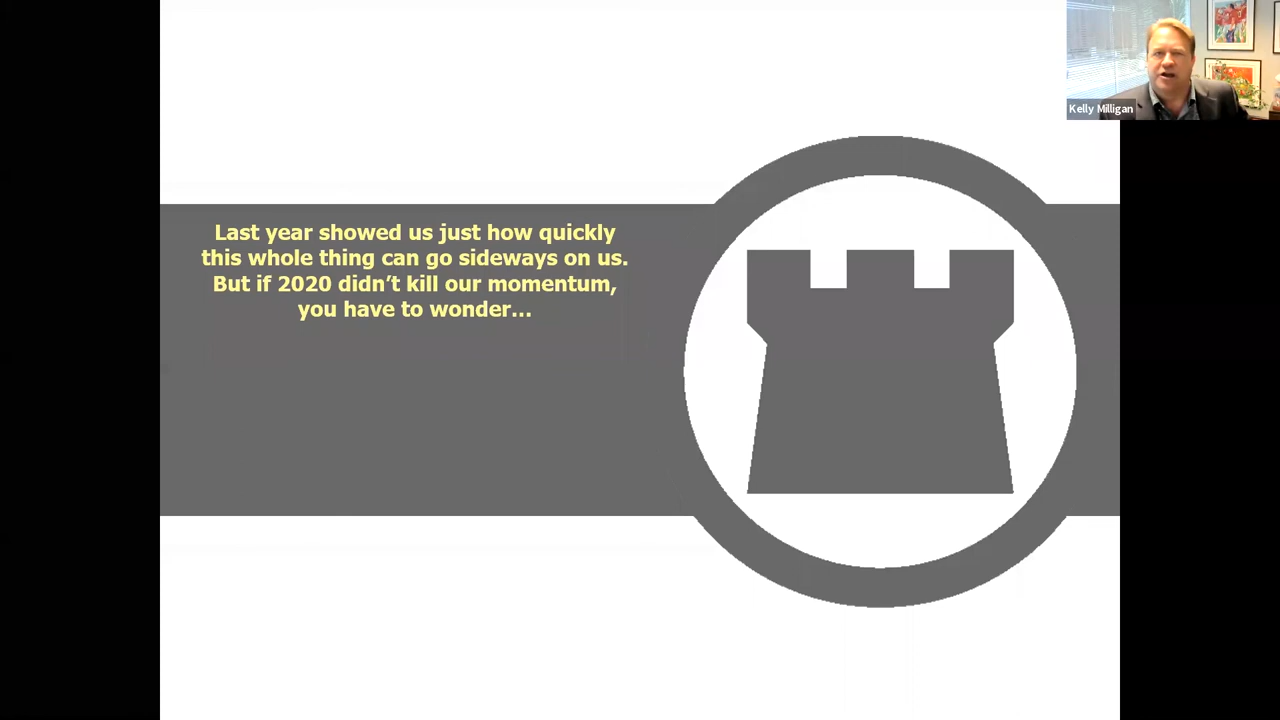 Kelly Milligan
Last year showed us just how quickly
this whole thing can go sideways on us.
But if 2020 didn’t kill our momentum,
you have to wonder…